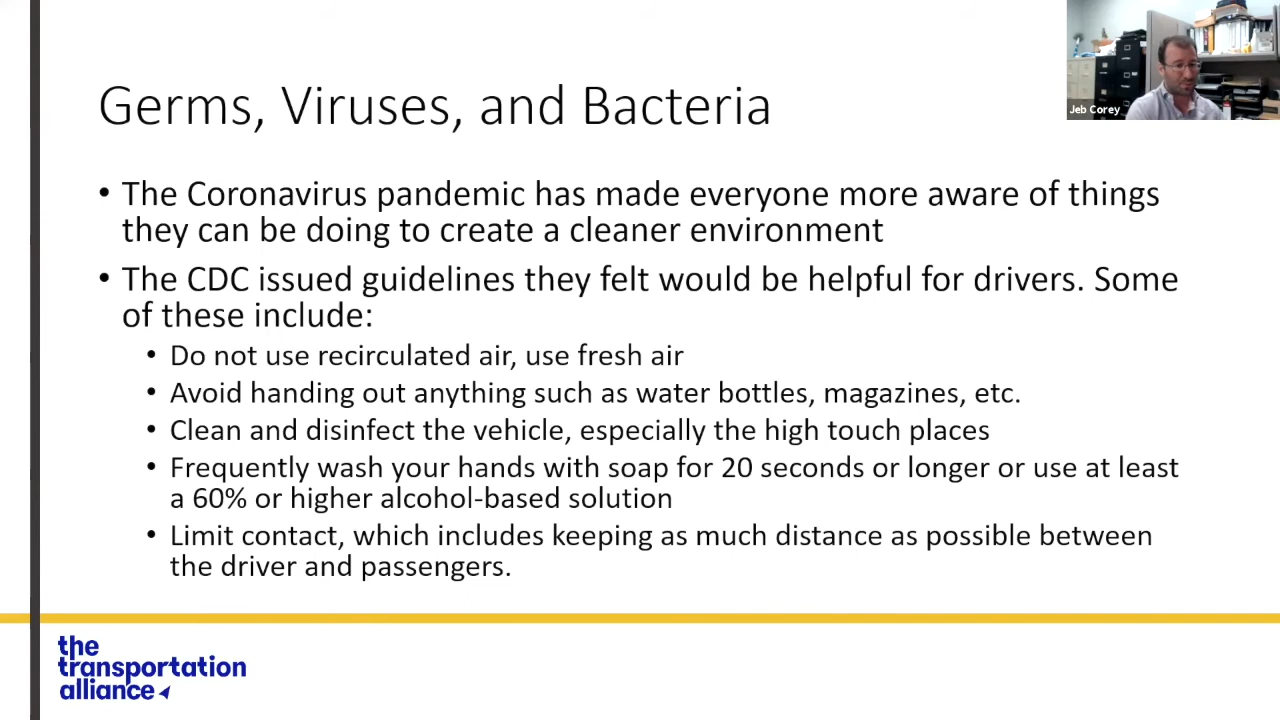 Germs, Viruses, and Bacteria
Jeb Corey
• The Coronavirus pandemic has made everyone more aware of things
they can be doing to create a cleaner environment
• The CDC issued guidelines they felt would be helpful for drivers. Some
of these include:
• Do not use recirculated air, use fresh air
• Avoid handing out anything such as water bottles, magazines, etc.
• Clean and disinfect the vehicle, especially the high touch places
• Frequently wash your hands with soap for 20 seconds or longer or use at least
a 60% or higher alcohol-based solution
• Limit contact, which includes keeping as much distance as possible between
the driver and passengers.
the
transportation
alliance